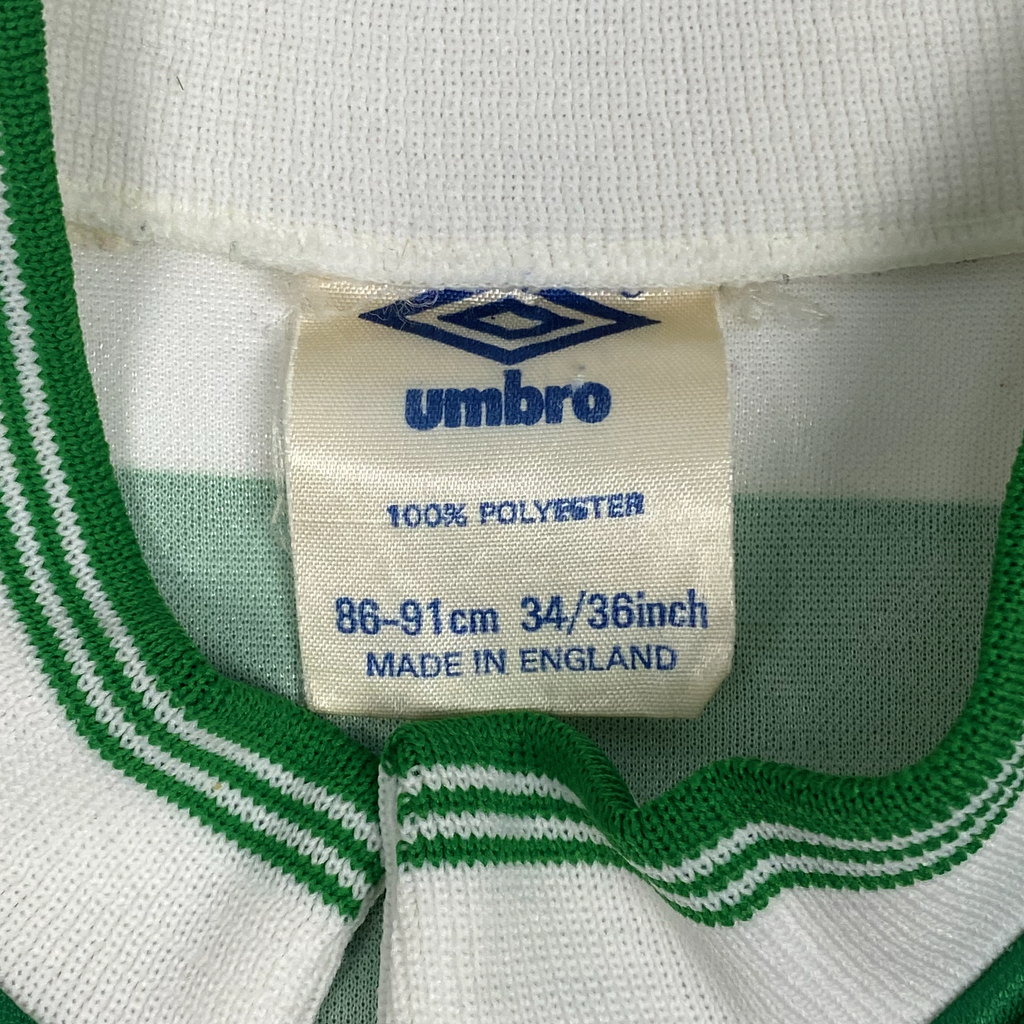 umbro
100% POLYESTER
86-91cm 34/36inch
MADE IN ENGLAND